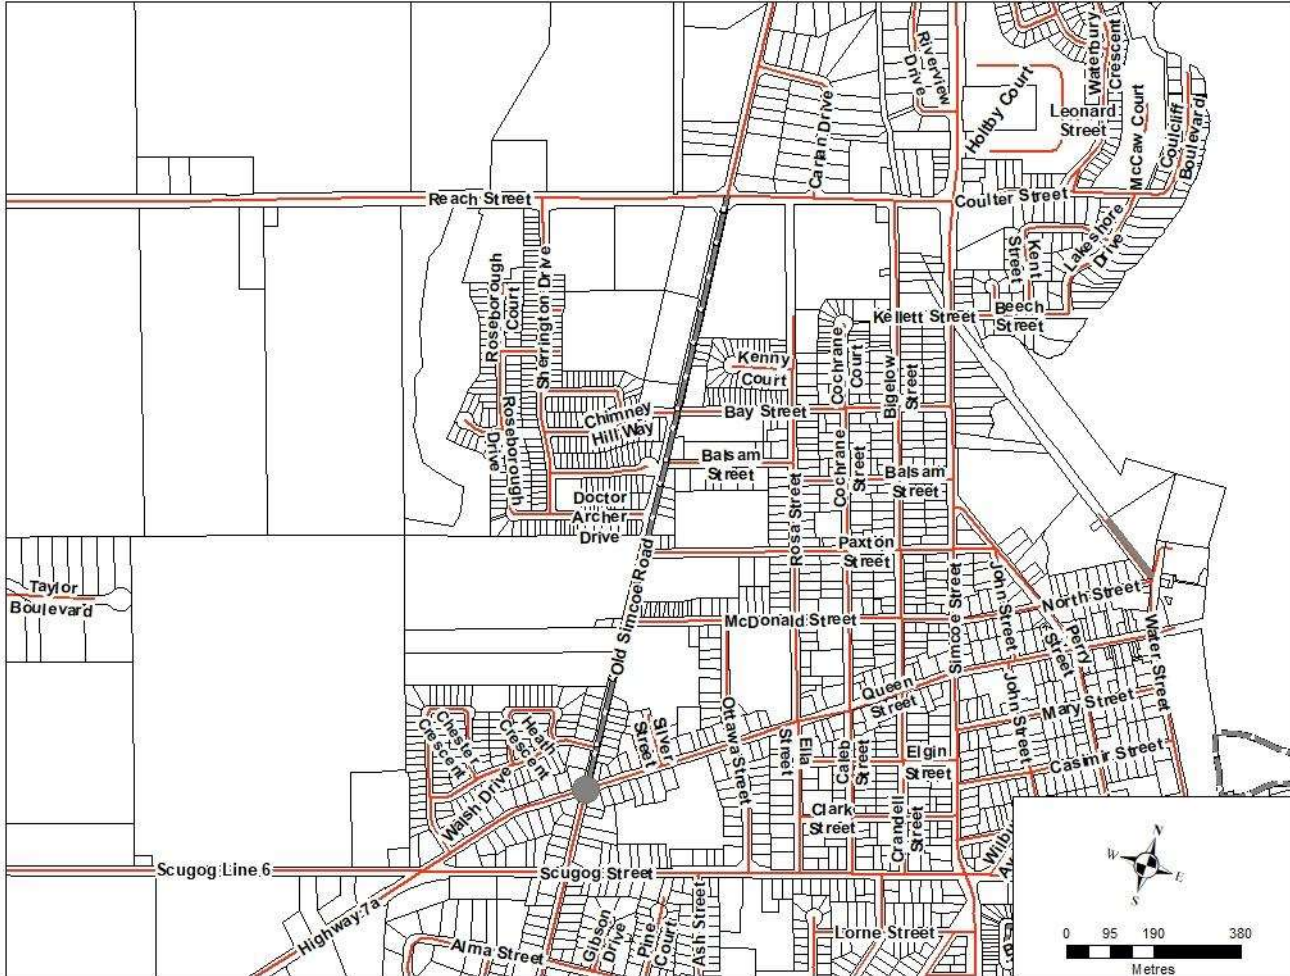 Riverview
Drive
Waterbury
Crescent
Holtby Court
Leonard
Street
McCaw Court
Coulcliff
Boulevard
Carlan Drive
Reach Street
Coulter Street
Lakeshore
Drive
Kent
Street
Beech
Street
Kellett Street
Roseborough
Court
Sherrington Drive
Kenny
Court
Cochrane
Court
Bigelow
Street
Chimney
Hill Way
Bay Street
Roseborough
Drive
Balsam
Street
Cochrane
Street
Balsam
Street
Doctor
Archer
Drive
Rosa Street
Paxton
Street
Old Simcoe Road
Taylor
Boulevard
Simcoe Street
John Street
North Street
McDonald Street
Perry
Street
Water Street
Queen
Street
John Street
Mary Street
Chester
Crescent
Heath
Crescent
Silver
Street
Ottawa Street
Ella
Street
Caleb
Street
Elgin
Street
Casimir Street
Walsh Drive
Clark
Street
Crandell
Street
Scugog Line 6
Scugog Street
Highway 7a
Alma Street
Gibson
Drive
Pine
Court
Ash Street
Lorne Street
N
W
E
S
0 95 190 380
Metres